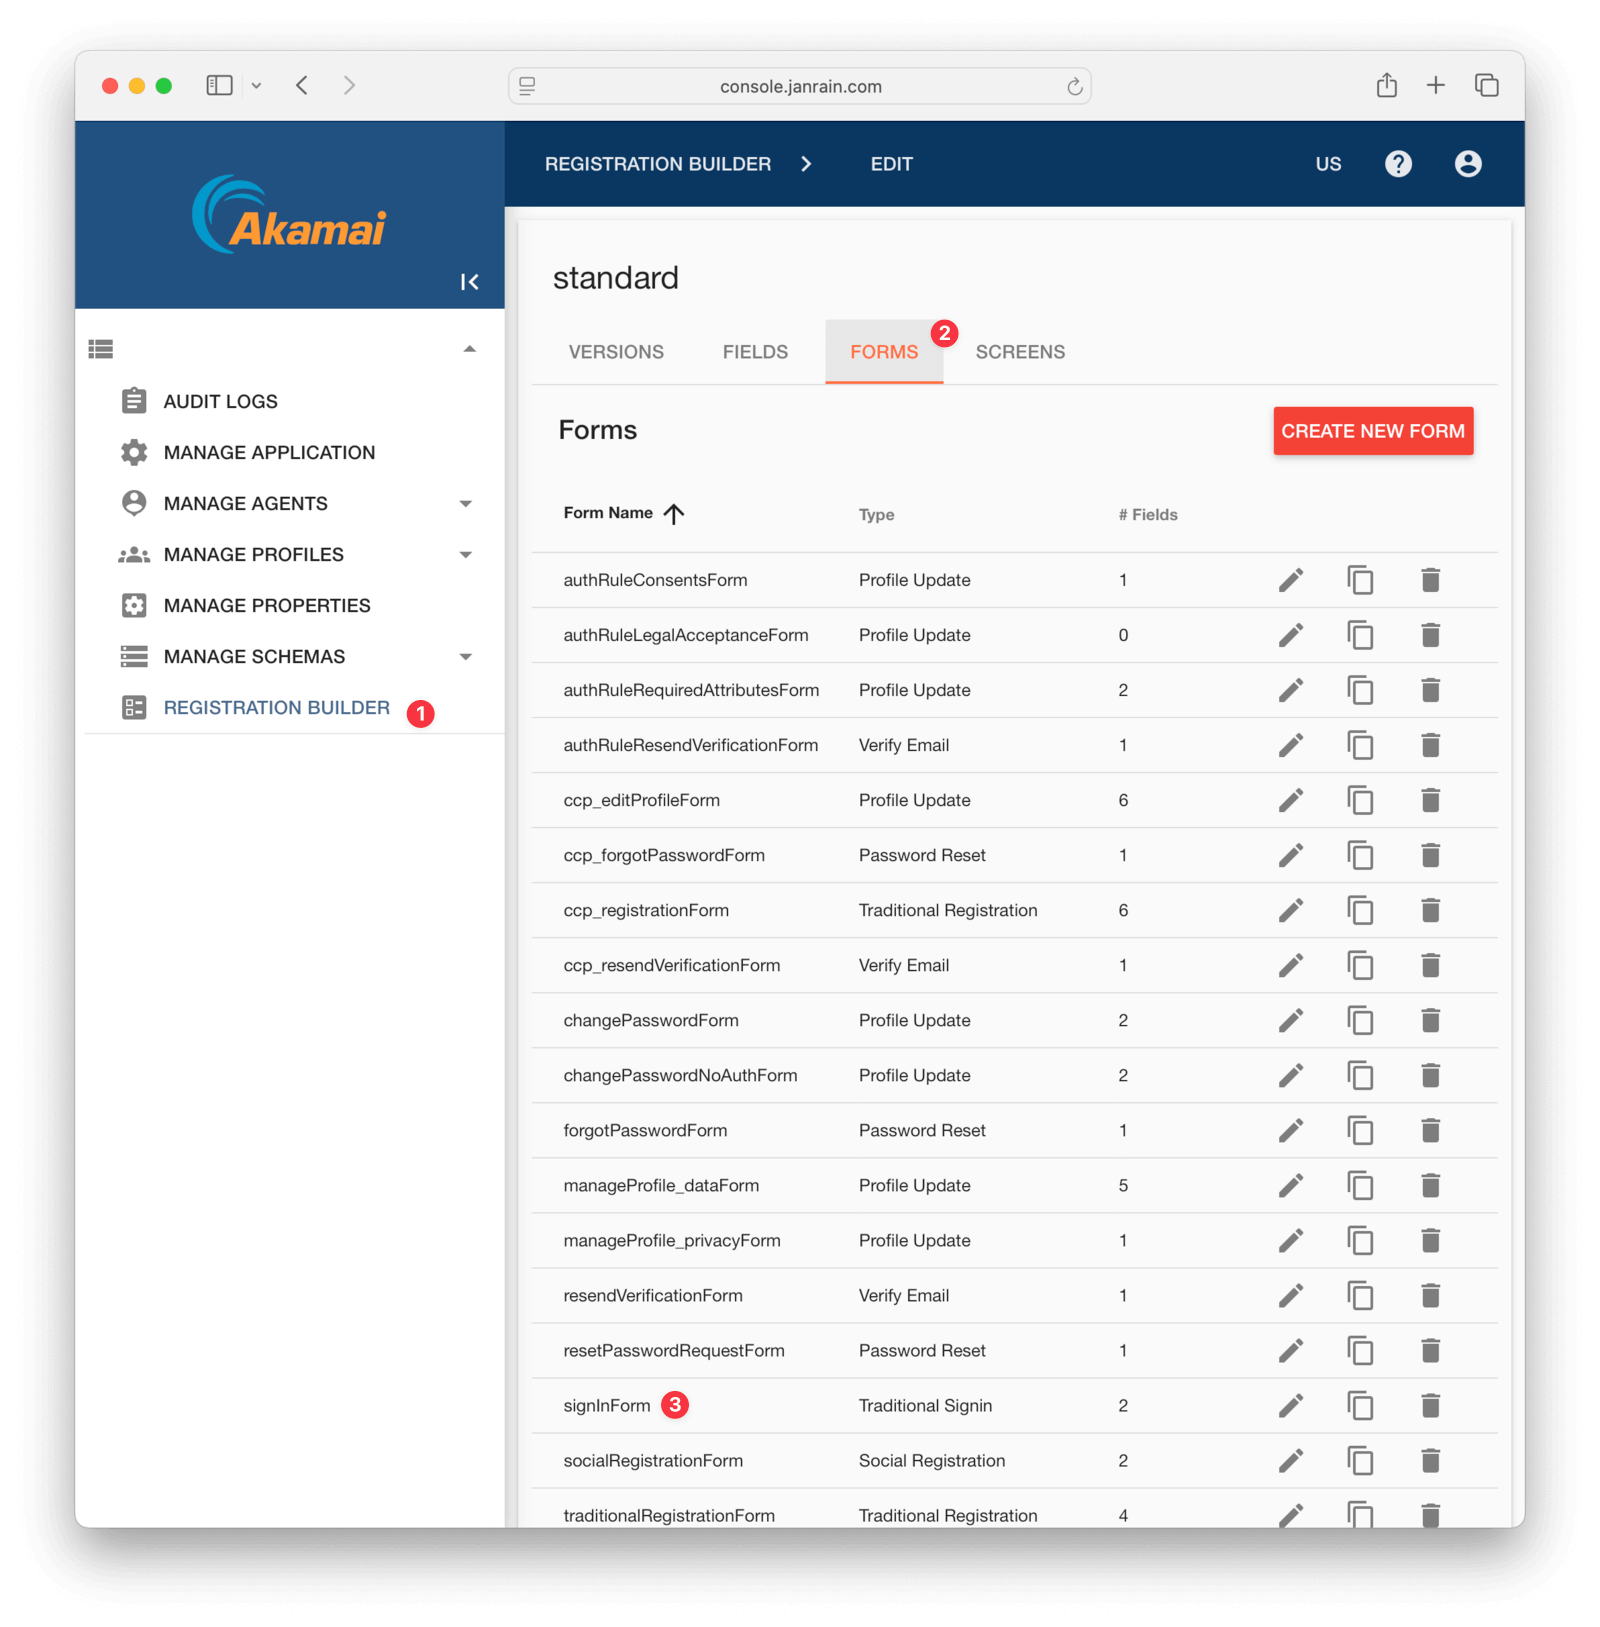 console.janrain.com
Akamai
REGISTRATION BUILDER EDIT US ?
AUDIT LOGS
MANAGE APPLICATION
MANAGE AGENTS
MANAGE PROFILES
MANAGE PROPERTIES
MANAGE SCHEMAS
REGISTRATION BUILDER 1
standard
VERSIONS FIELDS FORMS 2 SCREENS
Forms CREATE NEW FORM
Form Name Type # Fields
authRuleConsentsForm Profile Update 1
authRuleLegalAcceptanceForm Profile Update 0
authRuleRequiredAttributesForm Profile Update 2
authRuleResendVerificationForm Verify Email 1
ccp_editProfileForm Profile Update 6
ccp_forgotPasswordForm Password Reset 1
ccp_registrationForm Traditional Registration 6
ccp_resendVerificationForm Verify Email 1
changePasswordForm Profile Update 2
changePasswordNoAuthForm Profile Update 2
forgotPasswordForm Password Reset 1
manageProfile_dataForm Profile Update 5
manageProfile_privacyForm Profile Update 1
resendVerificationForm Verify Email 1
resetPasswordRequestForm Password Reset 1
signInForm 3 Traditional Signin 2
socialRegistrationForm Social Registration 2
traditionalRegistrationForm Traditional Registration 4